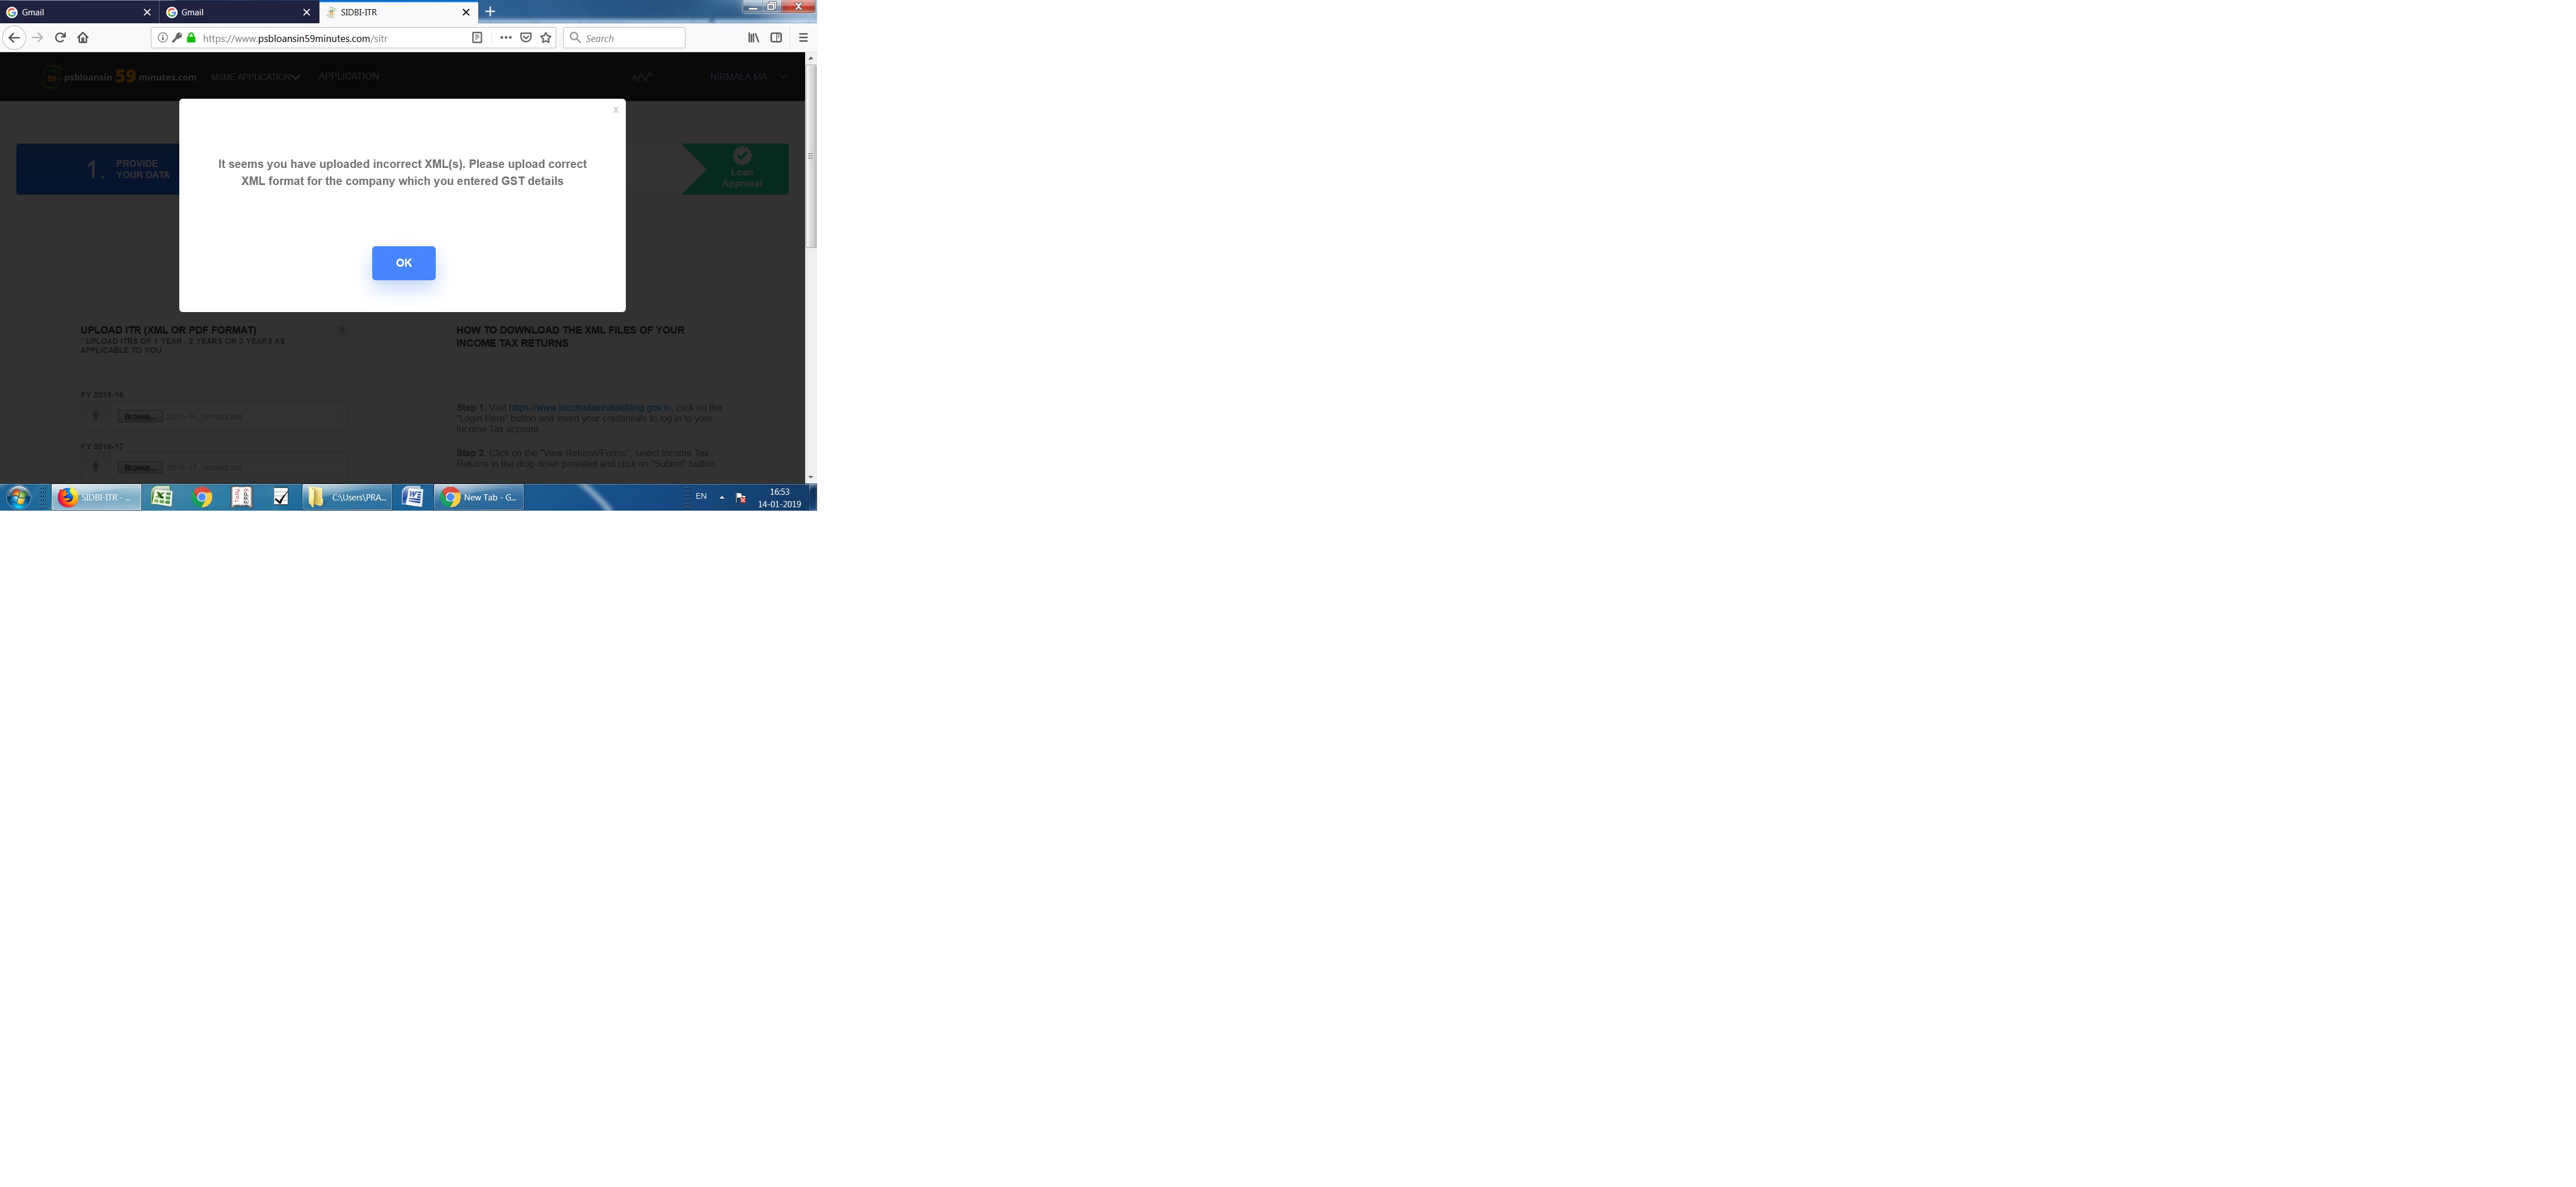 Gmail
Gmail
SIDBI-ITR
https://www.psbloansin59minutes.com/sitr
Search
psbloansin 59 minutes.com
MSME APPLICATION
APPLICATION
NIRMALA MA...
X
It seems you have uploaded incorrect XML(s). Please upload correct
XML format for the company which you entered GST details
OK
1.
PROVIDE
YOUR DATA
Loan
Approval
UPLOAD ITR (XML OR PDF FORMAT)
?
* UPLOAD ITRS OF 1 YEAR , 2 YEARS OR 3 YEARS AS
APPLICABLE TO YOU
FY 2015-16
Browse...
2015-16_Nirmala.xml
FY 2016-17
Browse...
2016-17_Nirmala.xml
HOW TO DOWNLOAD THE XML FILES OF YOUR
INCOME TAX RETURNS
Step 1. Visit https://www.incometaxindiaefiling.gov.in, click on the
"Login Here" button and insert your credentials to log in to your
Income Tax account
Step 2. Click on the "View Returns/Forms", select Income Tax
Returns in the drop down provided and click on "Submit" button
SIDBI-ITR - ...
C:\Users\PRA...
New Tab - G...
EN
16:53
14-01-2019